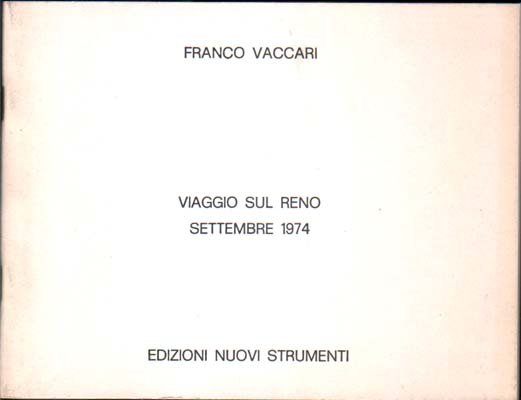 FRANCO VACCARI
VIAGGIO SUL RENO
SETTEMBRE 1974
EDIZIONI NUOVI STRUMENTI